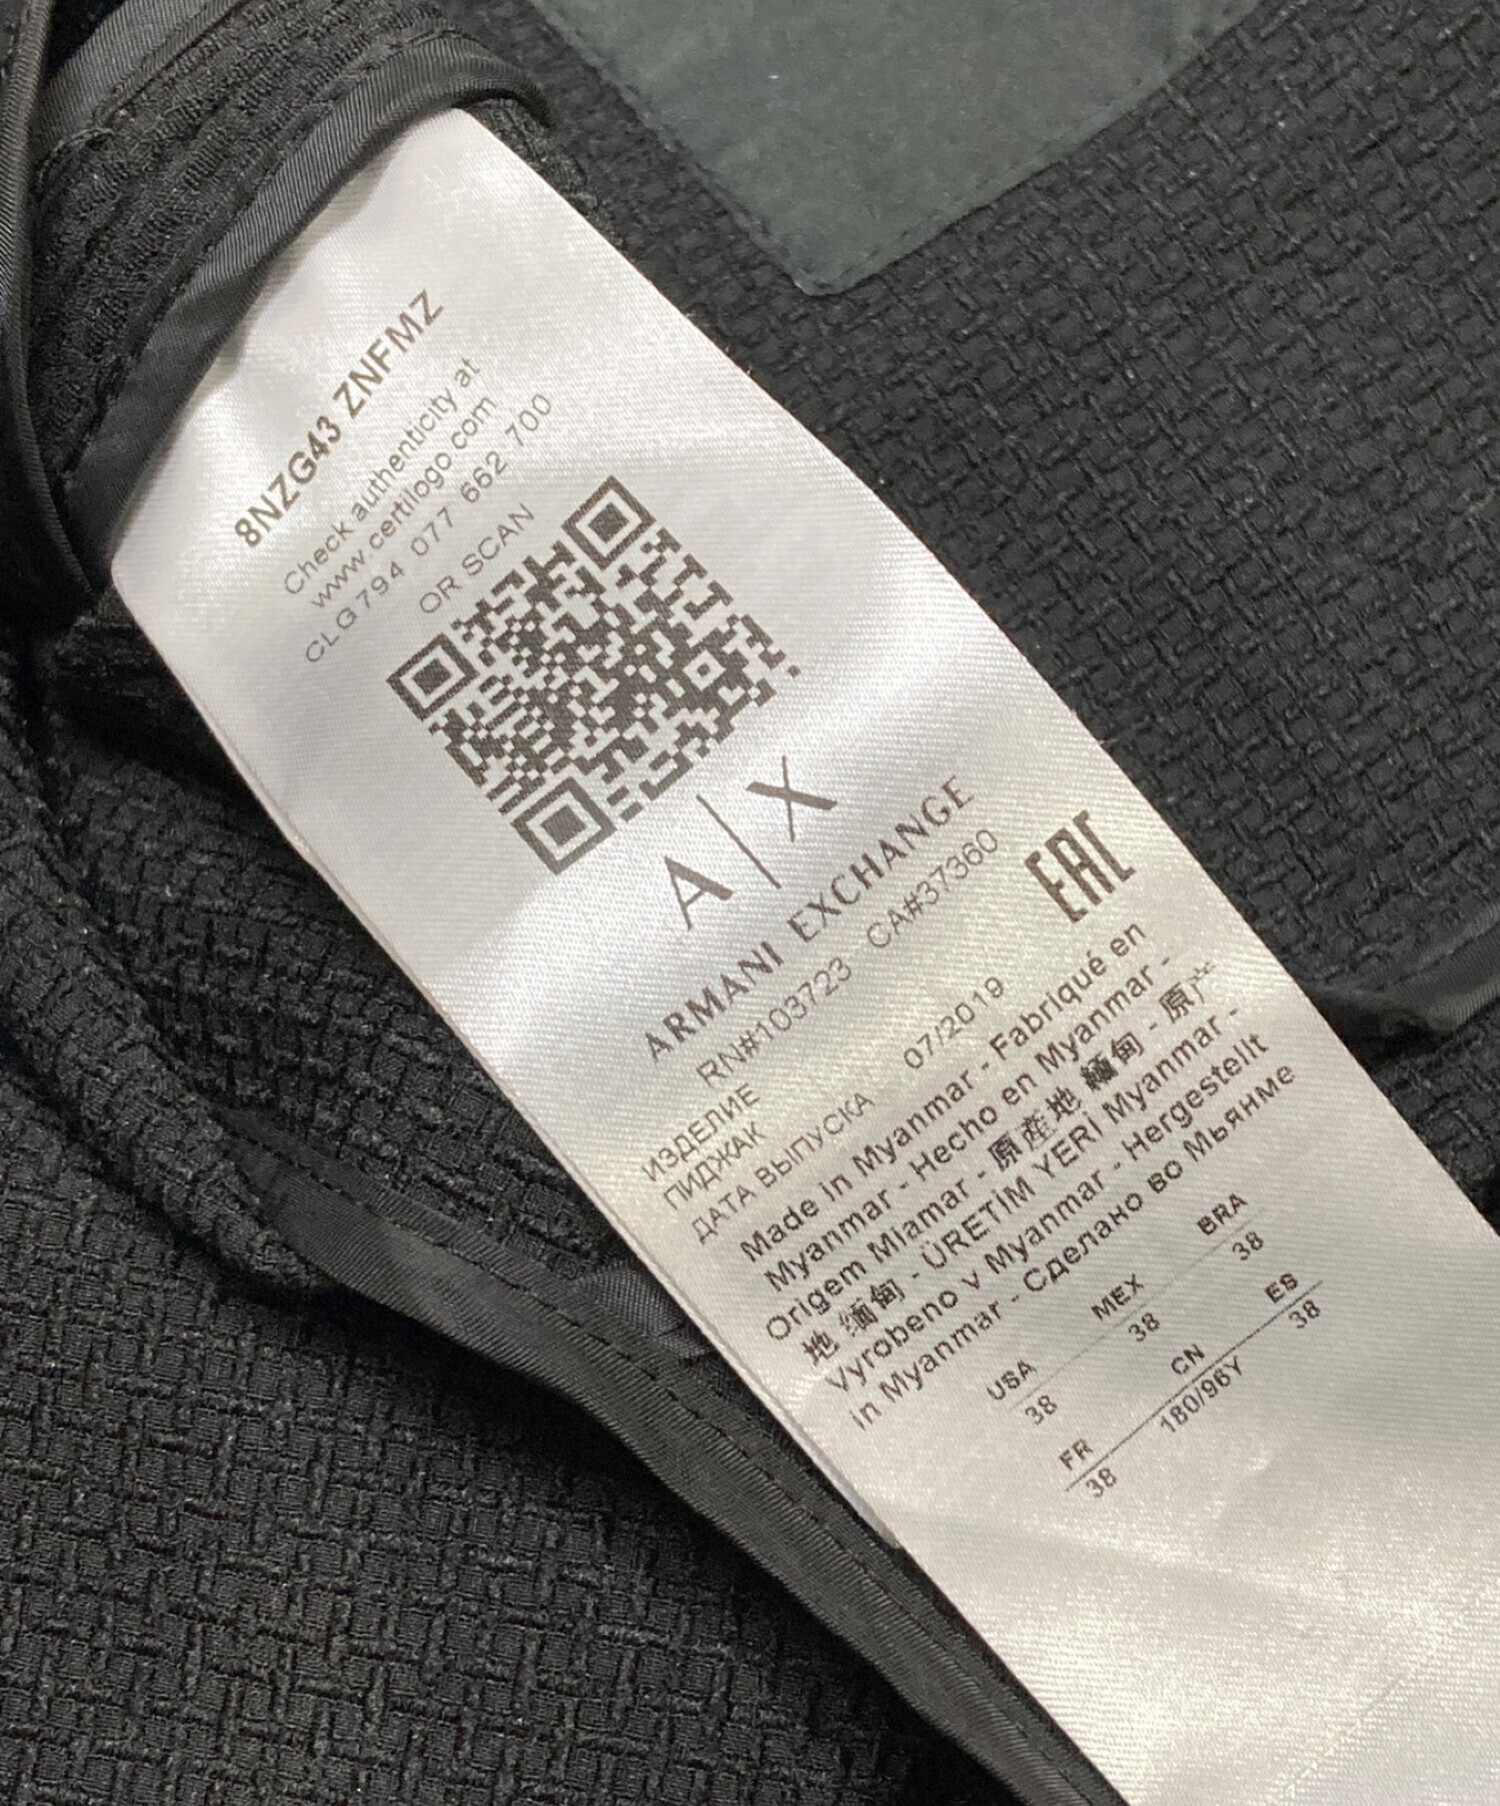 8NZG43 ZNFMZ
Check authenticity at
www.certilogo.com
CLG 794 077 662 700
OR SCAN
A|X
ARMANI EXCHANGE
RN#103723 CA#37360
EAC
ИЗДЕЛИЕ
ПИДЖАК
ДАТА ВЫПУСКА 07/2019
Made in Myanmar - Fabriqué en
Myanmar - Hecho en Myanmar -
Origem Miamar - 原産地 緬甸 - 原产
地 缅甸 - ÜRETİM YERİ Myanmar -
Vyrobeno v Myanmar - Hergestellt
in Myanmar - Сделано во Мьянме
USA MEX BRA
38 38 38
FR CN ES
38 180/96Y 38